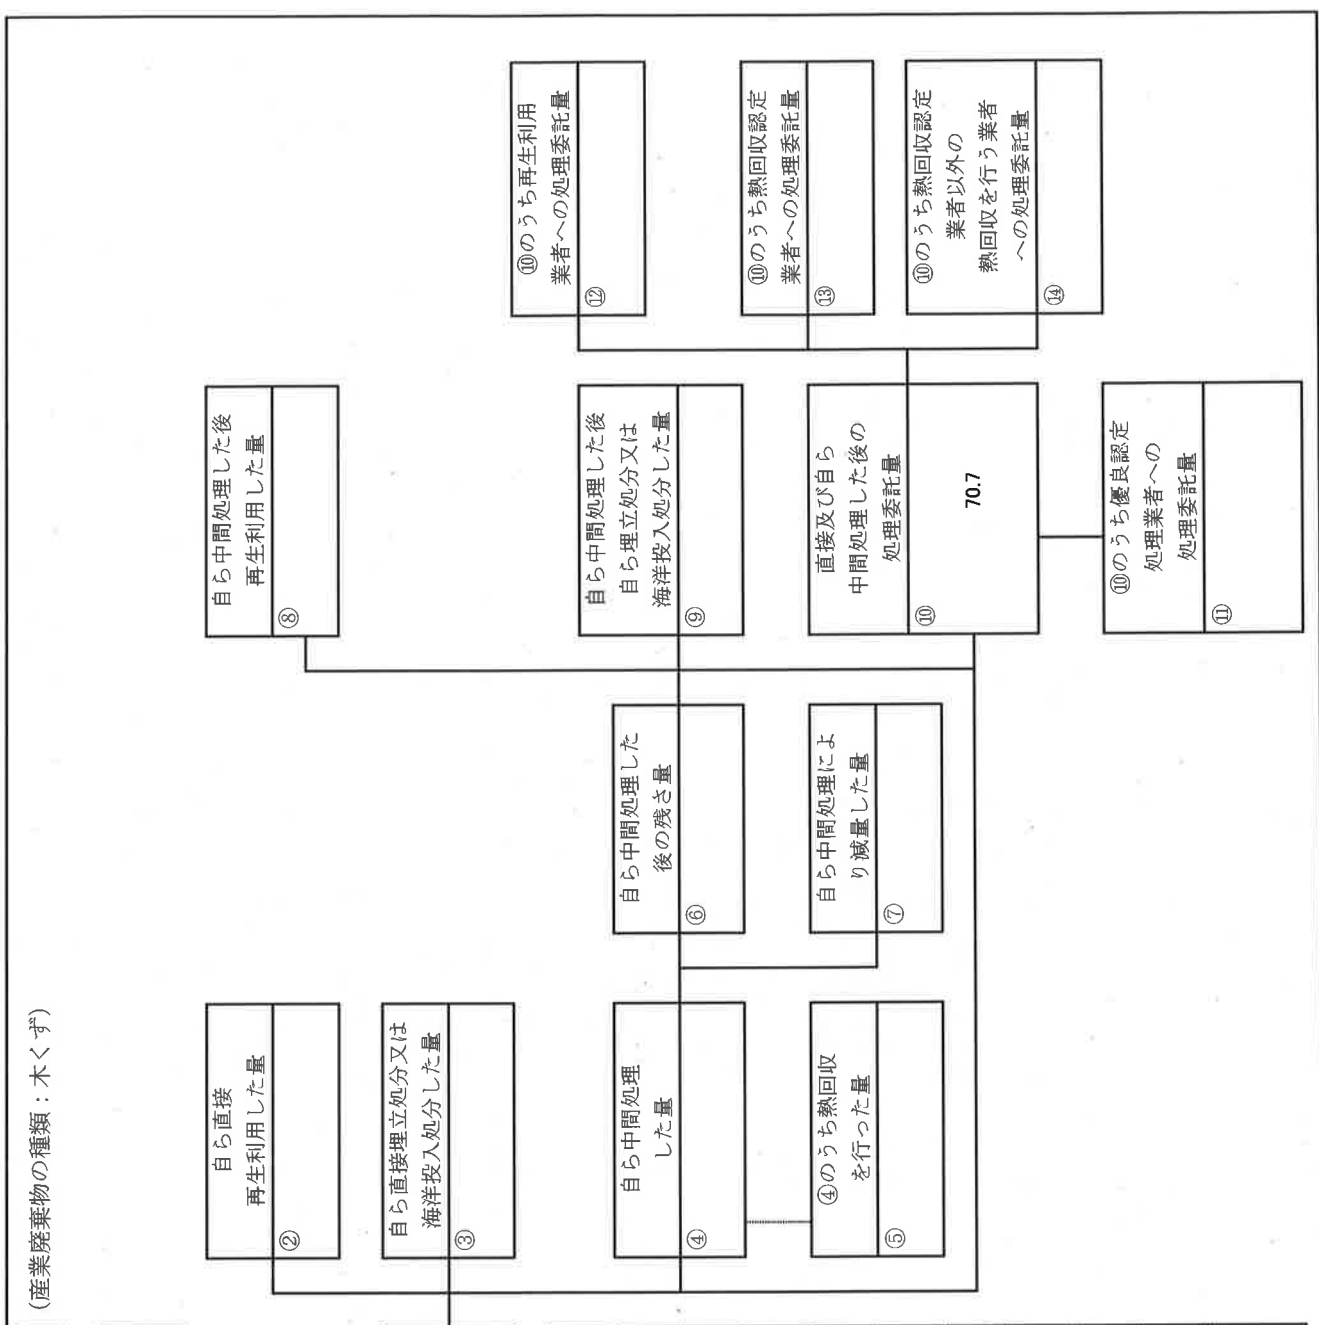 (産業廃棄物の種類：木くず)
自ら直接
再生利用した量
②
自ら直接埋立処分又は
海洋投入処分した量
③
自ら中間処理
した量
④
④のうち熱回収
を行った量
⑤
自ら中間処理した
後の残さ量
⑥
自ら中間処理によ
り減量した量
⑦
自ら中間処理した後
再生利用した量
⑧
自ら中間処理した後
自ら埋立処分又は
海洋投入処分した量
⑨
直接及び自ら
中間処理した後の
処理委託量
⑩
70.7
⑩のうち優良認定
処理業者への
処理委託量
⑪
⑩のうち再生利用
業者への処理委託量
⑫
⑩のうち熱回収認定
業者への処理委託量
⑬
⑩のうち熱回収認定
業者以外の
熱回収を行う業者
への処理委託量
⑭